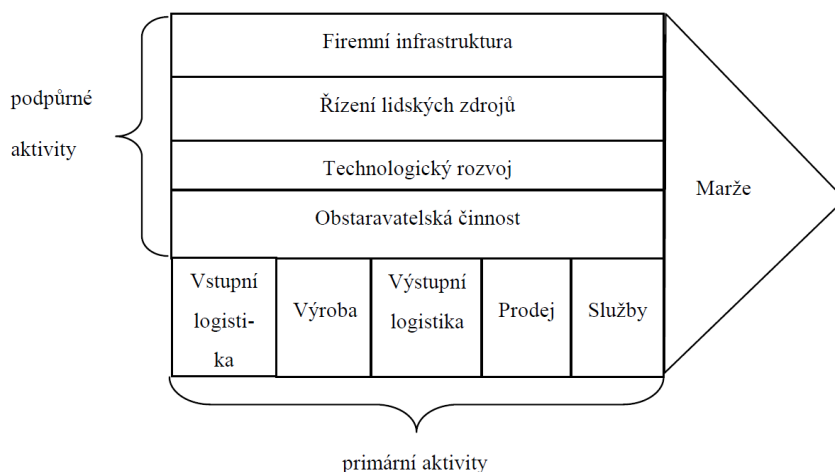 Firemní infrastruktura
podpůrné
aktivity
Řízení lidských zdrojů
Technologický rozvoj
Obstaravatelská činnost
Marže
Vstupní
logisti-
ka
Výroba
Výstupní
logistika
Prodej
Služby
primární aktivity